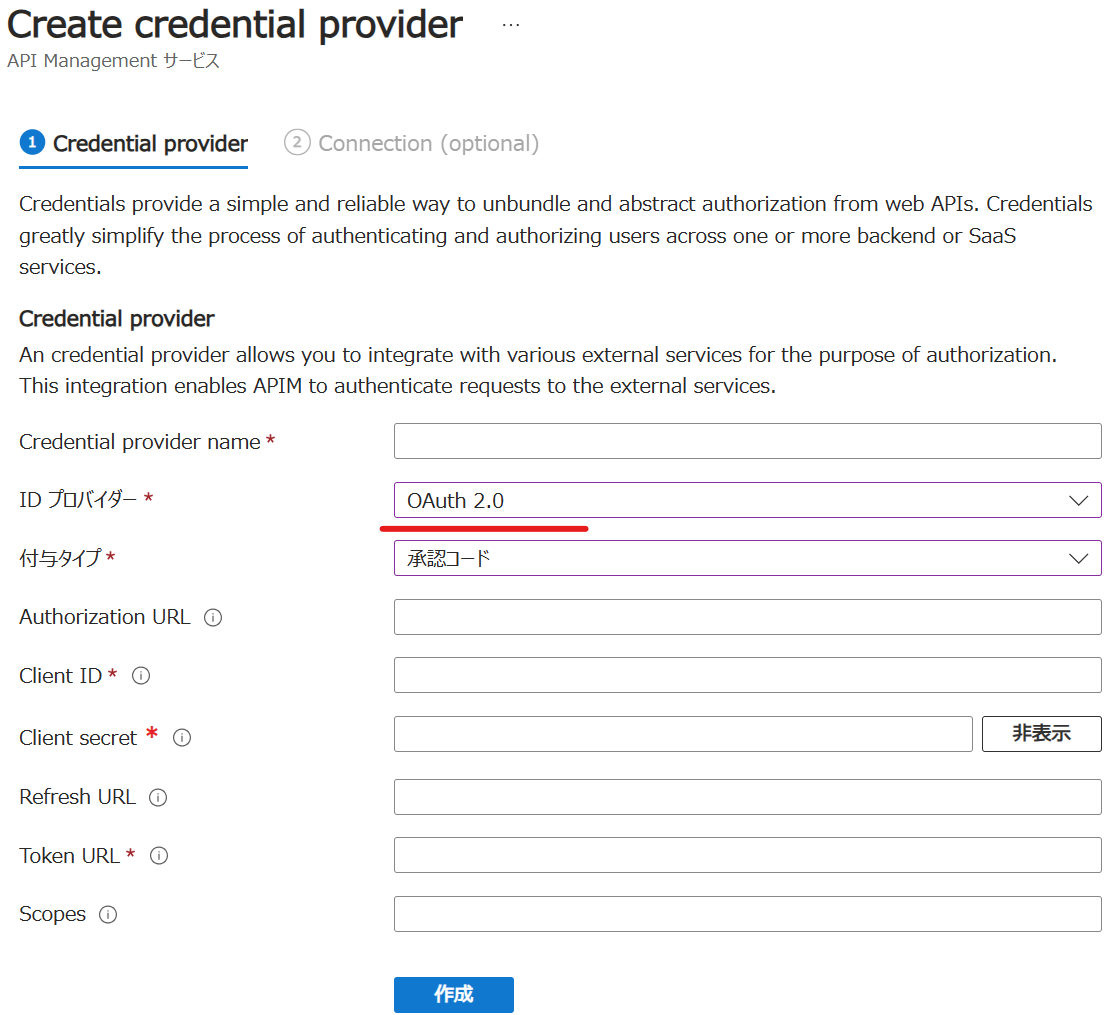 Create credential provider ...
API Management サービス
1 Credential provider 2 Connection (optional)
Credentials provide a simple and reliable way to unbundle and abstract authorization from web APIs. Credentials
greatly simplify the process of authenticating and authorizing users across one or more backend or SaaS
services.
Credential provider
An credential provider allows you to integrate with various external services for the purpose of authorization.
This integration enables APIM to authenticate requests to the external services.
Credential provider name *
ID プロバイダー * OAuth 2.0
付与タイプ * 承認コード
Authorization URL
Client ID *
Client secret * 非表示
Refresh URL
Token URL *
Scopes
作成